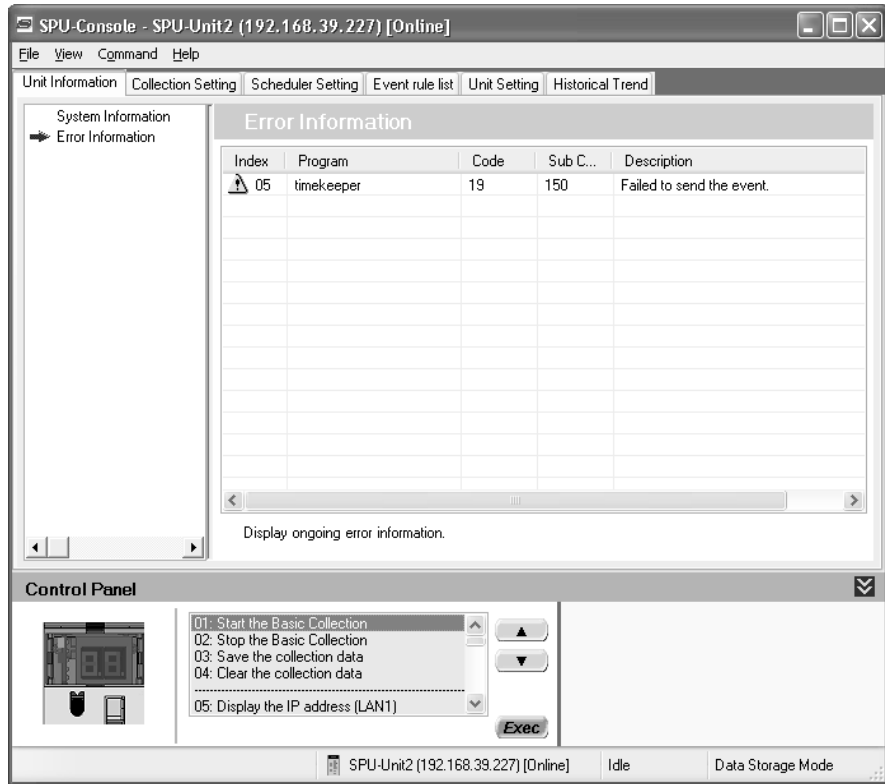 SPU-Console - SPU-Unit2 (192.168.39.227) [Online]
File View Command Help
Unit Information Collection Setting Scheduler Setting Event rule list Unit Setting Historical Trend
System Information
Error Information
Error Information
Index Program Code Sub C... Description
05 timekeeper 19 150 Failed to send the event.
Display ongoing error information.
Control Panel
01: Start the Basic Collection
02: Stop the Basic Collection
03: Save the collection data
04: Clear the collection data
05: Display the IP address (LAN1)
Exec
SPU-Unit2 (192.168.39.227) [Online] Idle Data Storage Mode